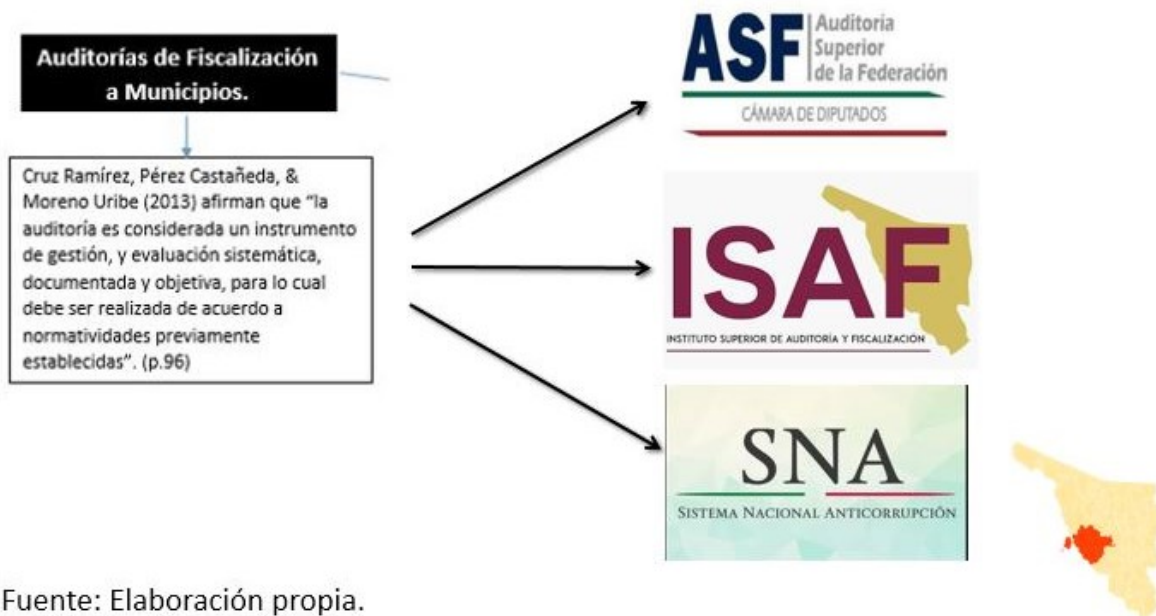 Auditorías de Fiscalización
a Municipios.
Cruz Ramírez, Pérez Castañeda, &
Moreno Uribe (2013) afirman que “la
auditoría es considerada un instrumento
de gestión, y evaluación sistemática,
documentada y objetiva, para lo cual
debe ser realizada de acuerdo a
normatividades previamente
establecidas”. (p.96)
ASF
Auditoría
Superior
de la Federación
CÁMARA DE DIPUTADOS
ISAF
INSTITUTO SUPERIOR DE AUDITORÍA Y FISCALIZACIÓN
SNA
SISTEMA NACIONAL ANTICORRUPCIÓN
Fuente: Elaboración propia.